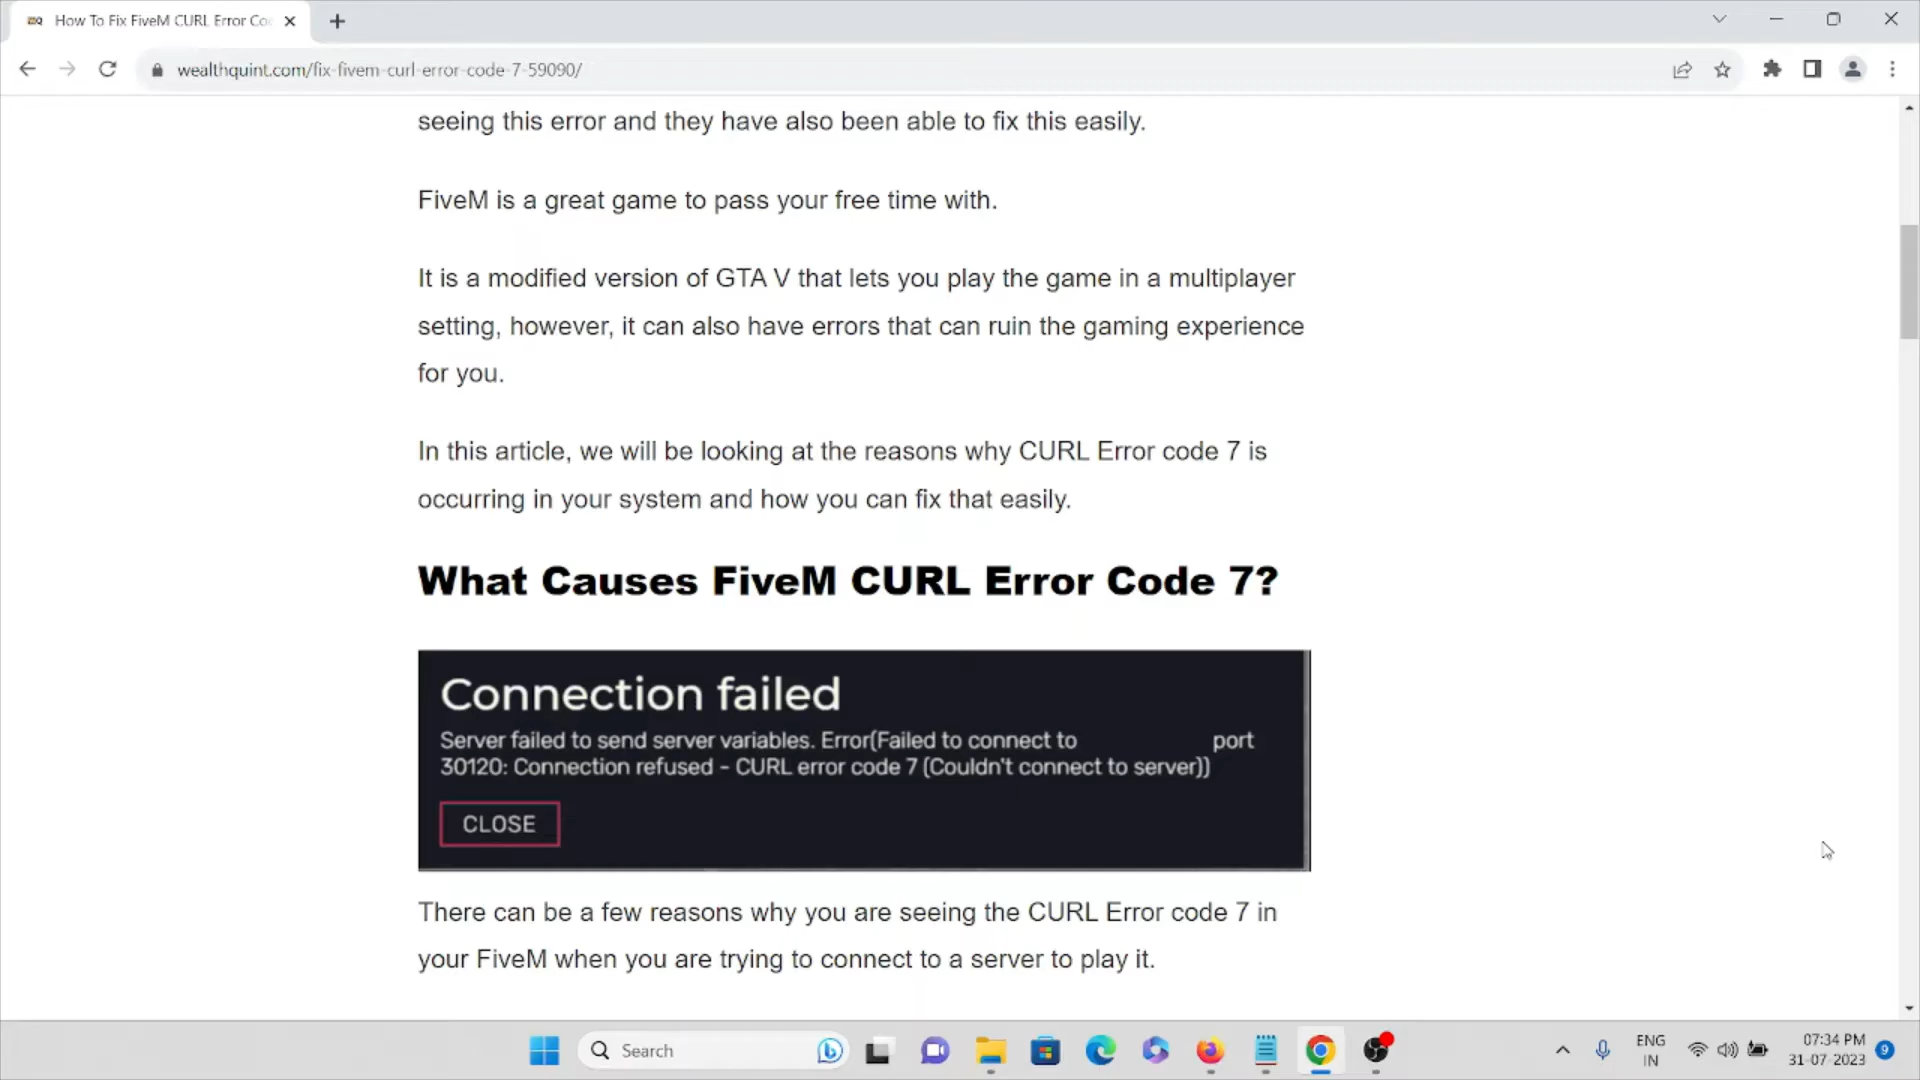 How To Fix FiveM CURL Error Co
wealthquint.com/fix-fivem-curl-error-code-7-59090/
seeing this error and they have also been able to fix this easily.
FiveM is a great game to pass your free time with.
It is a modified version of GTA V that lets you play the game in a multiplayer
setting, however, it can also have errors that can ruin the gaming experience
for you.
In this article, we will be looking at the reasons why CURL Error code 7 is
occurring in your system and how you can fix that easily.
What Causes FiveM CURL Error Code 7?
Connection failed
Server failed to send server variables. Error(Failed to connect to port
30120: Connection refused - CURL error code 7 (Couldn't connect to server))
CLOSE
There can be a few reasons why you are seeing the CURL Error code 7 in
your FiveM when you are trying to connect to a server to play it.
Search
ENG
IN
07:34 PM
31-07-2023
9